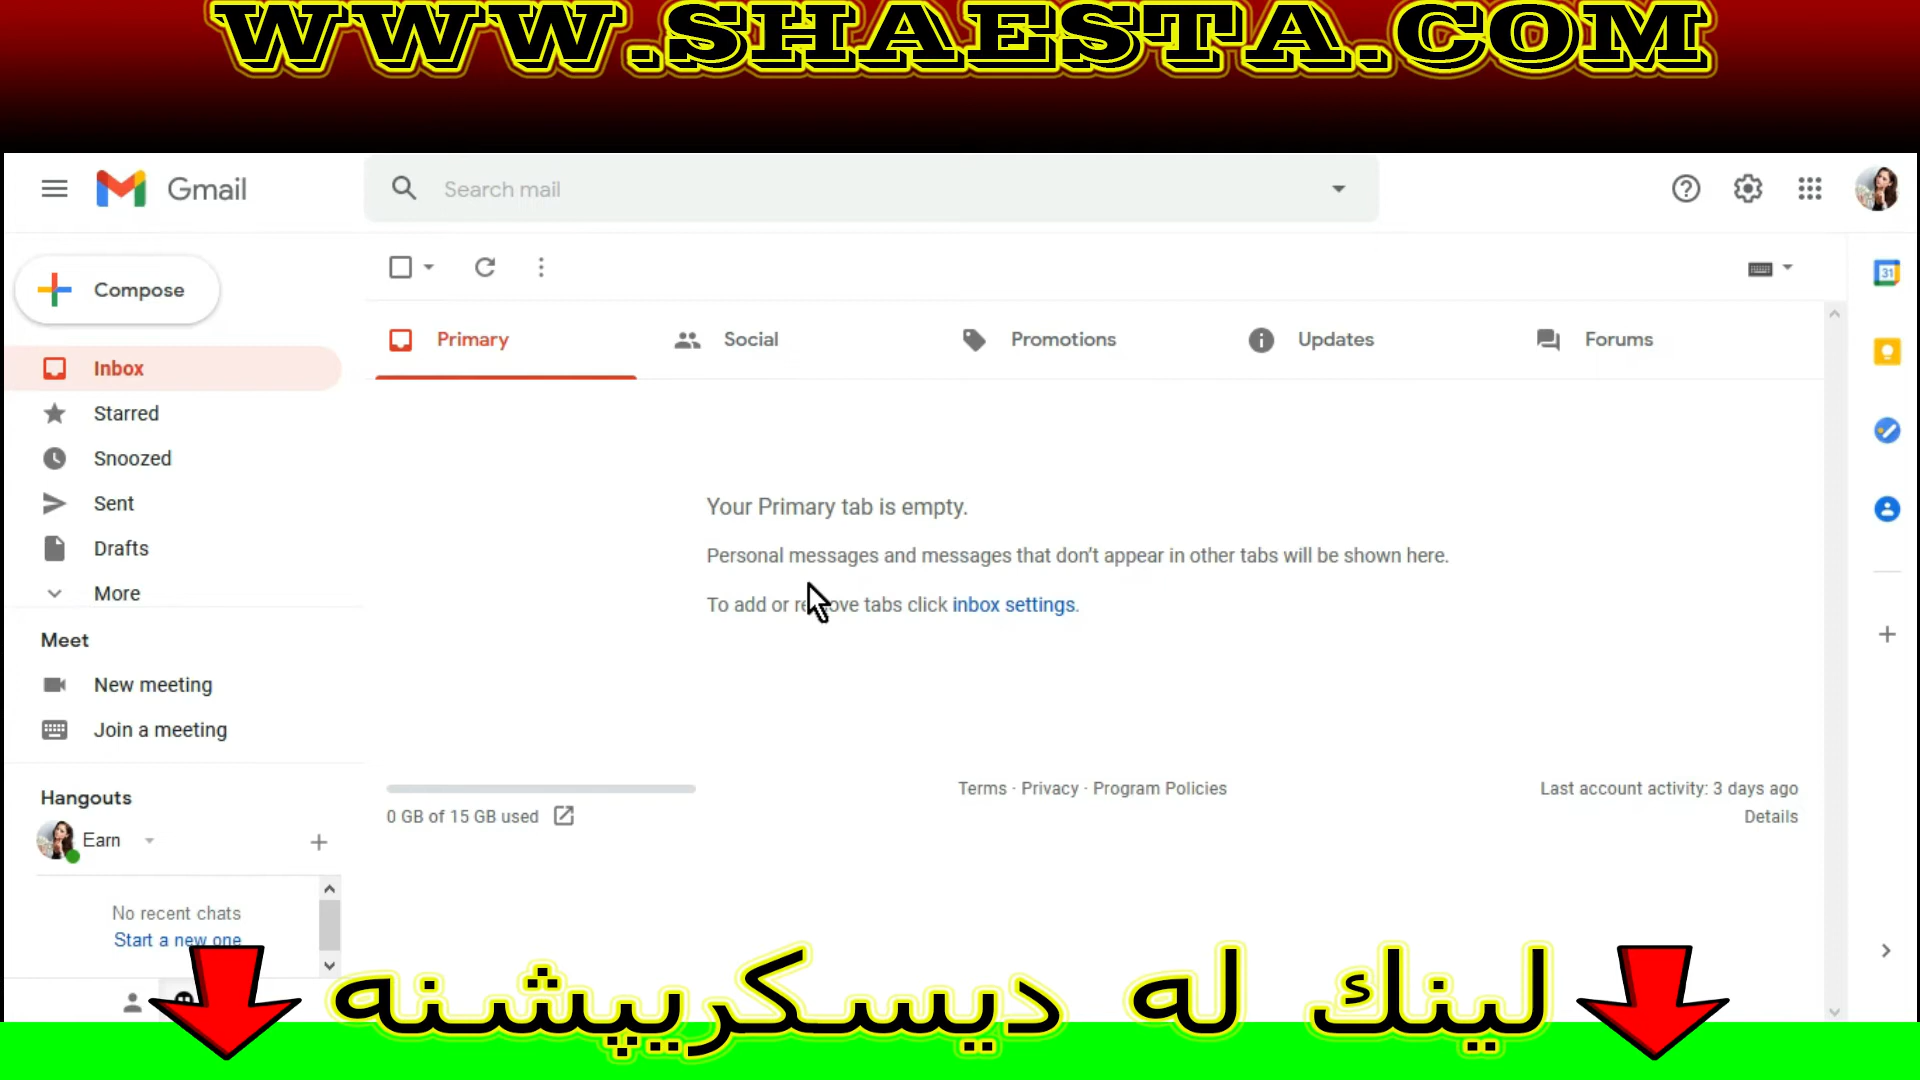 WWW.SHAESTA.COM
Gmail
Search mail
Compose
Inbox
Starred
Snoozed
Sent
Drafts
More
Meet
New meeting
Join a meeting
Hangouts
Earn
No recent chats
Start a new one
Primary
Social
Promotions
Updates
Forums
31
Your Primary tab is empty.
Personal messages and messages that don't appear in other tabs will be shown here.
To add or remove tabs click inbox settings.
0 GB of 15 GB used
Terms · Privacy · Program Policies
Last account activity: 3 days ago
Details
لينك له ديسكريپشنه